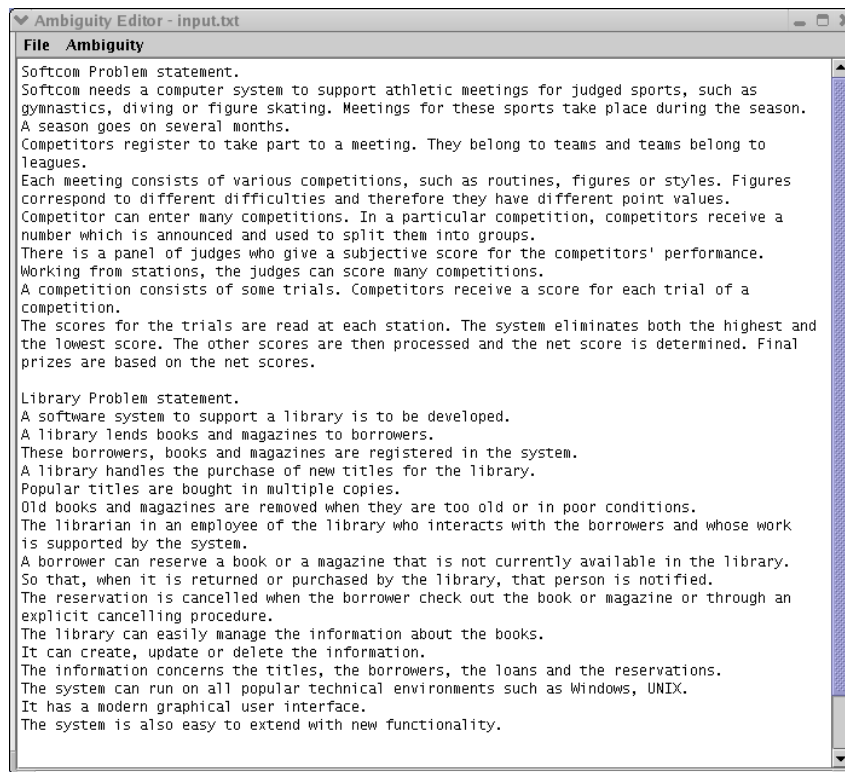 Ambiguity Editor - input.txt
File Ambiguity
Softcom Problem statement.
Softcom needs a computer system to support athletic meetings for judged sports, such as
gymnastics, diving or figure skating. Meetings for these sports take place during the season.
A season goes on several months.
Competitors register to take part to a meeting. They belong to teams and teams belong to
leagues.
Each meeting consists of various competitions, such as routines, figures or styles. Figures
correspond to different difficulties and therefore they have different point values.
Competitor can enter many competitions. In a particular competition, competitors receive a
number which is announced and used to split them into groups.
There is a panel of judges who give a subjective score for the competitors' performance.
Working from stations, the judges can score many competitions.
A competition consists of some trials. Competitors receive a score for each trial of a
competition.
The scores for the trials are read at each station. The system eliminates both the highest and
the lowest score. The other scores are then processed and the net score is determined. Final
prizes are based on the net scores.
Library Problem statement.
A software system to support a library is to be developed.
A library lends books and magazines to borrowers.
These borrowers, books and magazines are registered in the system.
A library handles the purchase of new titles for the library.
Popular titles are bought in multiple copies.
Old books and magazines are removed when they are too old or in poor conditions.
The librarian in an employee of the library who interacts with the borrowers and whose work
is supported by the system.
A borrower can reserve a book or a magazine that is not currently available in the library.
So that, when it is returned or purchased by the library, that person is notified.
The reservation is cancelled when the borrower check out the book or magazine or through an
explicit cancelling procedure.
The library can easily manage the information about the books.
It can create, update or delete the information.
The information concerns the titles, the borrowers, the loans and the reservations.
The system can run on all popular technical environments such as Windows, UNIX.
It has a modern graphical user interface.
The system is also easy to extend with new functionality.